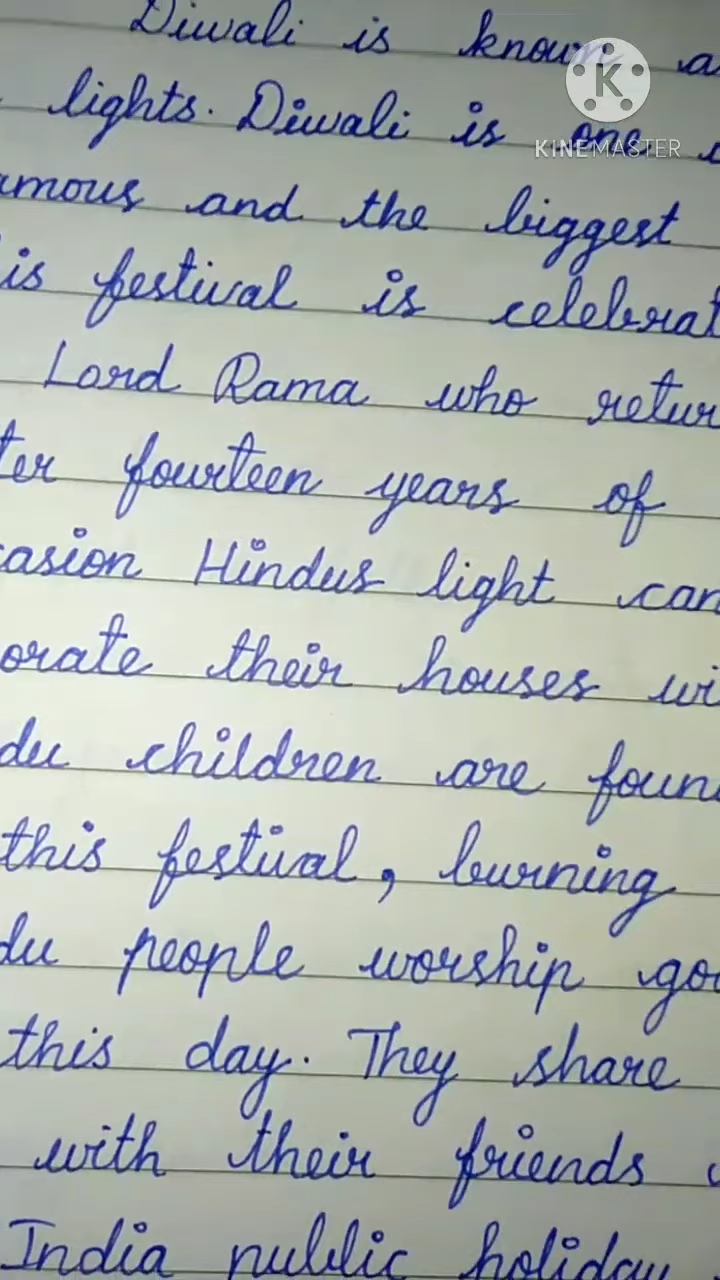 Diwali is known a
K
KINEMASTER
lights. Diwali is one
amous and the biggest
is festival is celebrat
Lord Rama who retur
ter fourteen years of
casion Hindus light can
orate their houses wi
du children are foun
this festival, burning
du people worship go
this day. They share
with their friends
India public holiday